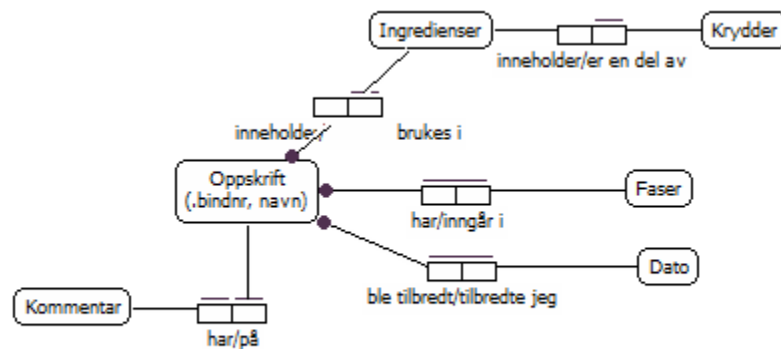 Ingredienser
Krydder
inneholder/er en del av
inneholder/
brukes i
Oppskrift
(.bindnr, navn)
Faser
har/inngår i
Dato
ble tilbredt/tilbredte jeg
Kommentar
har/på